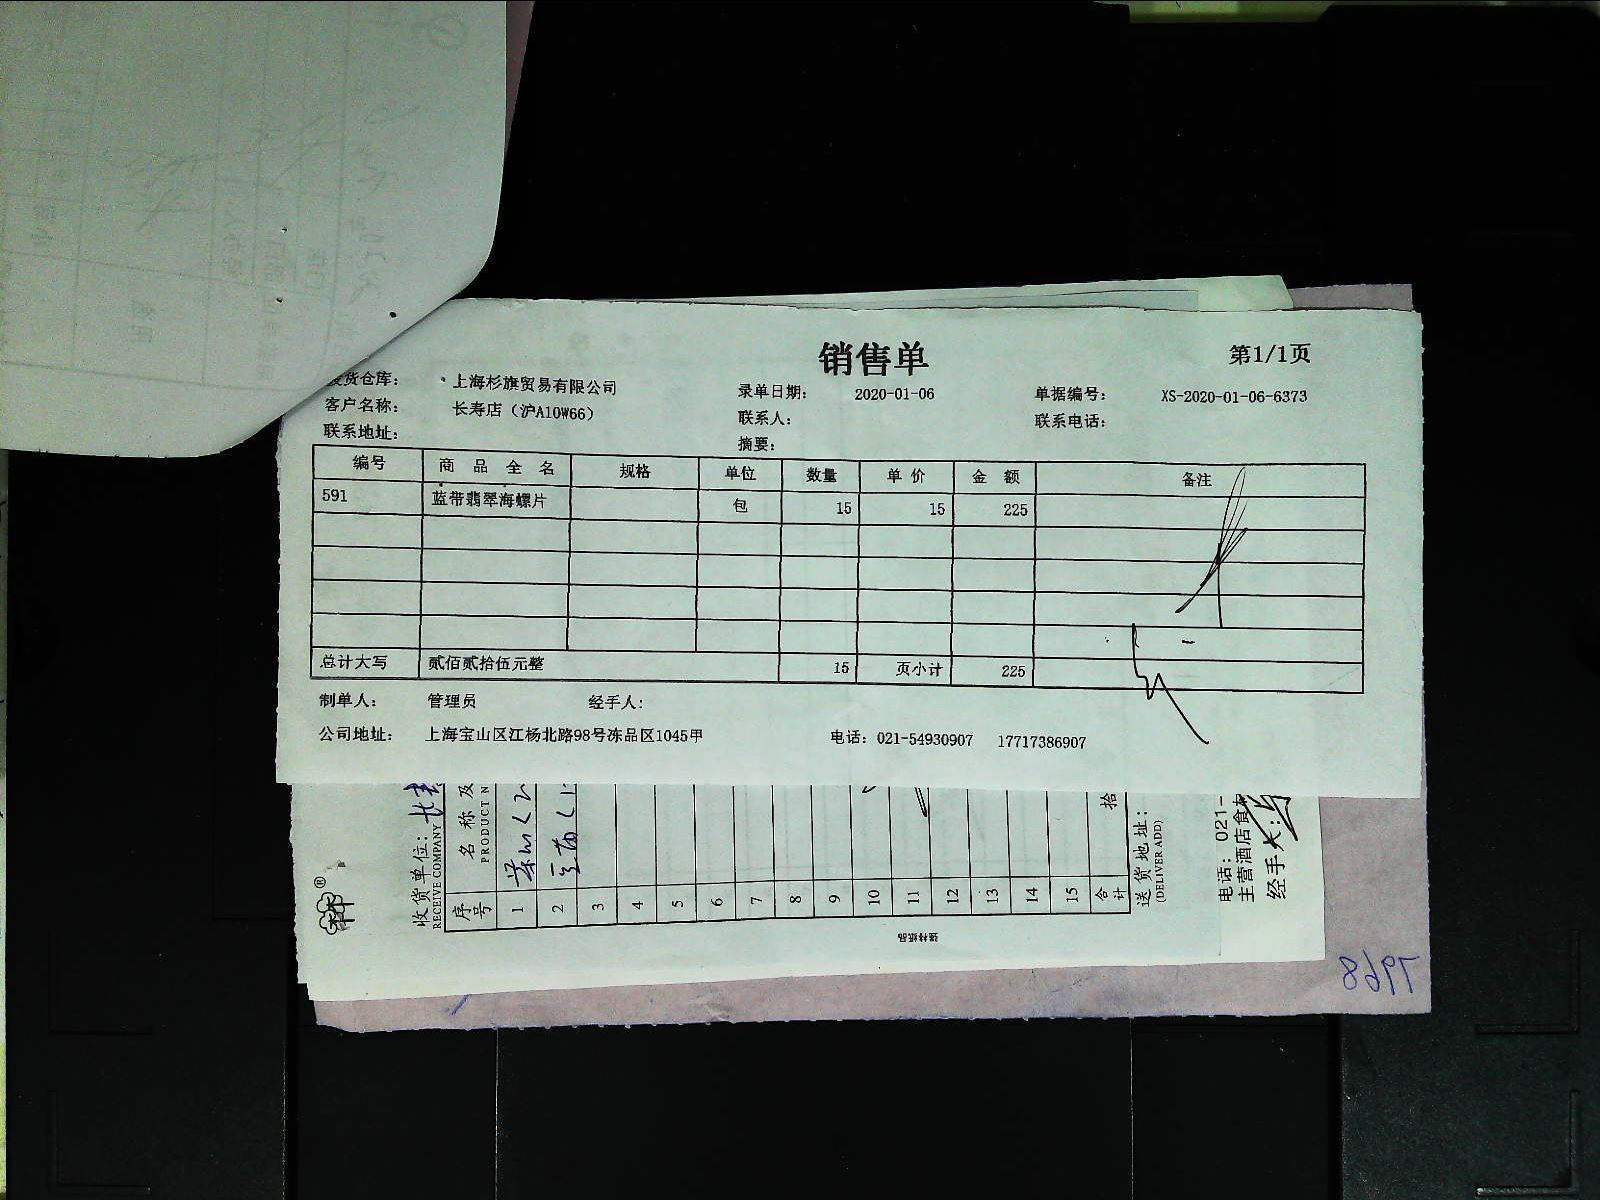 销售单
第1/1页
货仓库： 上海杉旗贸易有限公司 录单日期： 2020-01-06 单据编号： XS-2020-01-06-6373
客户名称： 长寿店（沪A10W66） 联系人： 联系电话：
联系地址： 摘要：
编号 商品全名 规格 单位 数量 单价 金额 备注
591 蓝带翡翠海螺片 包 15 15 225
总计大写 贰佰贰拾伍元整 15 页小计 225
制单人： 管理员 经手人：
公司地址： 上海宝山区江杨北路98号冻品区1045甲 电话：021-54930907 17717386907
收货单位：
RECEIVE COMPANY
序号 名称及
PRODUCT N
1
2
3
4
5
6
7
8
9
10
11
12
13
14
15
合计 拾
送货地址：
(DELIVER ADD)
电话：021-
主营酒店食
经手人：
8697